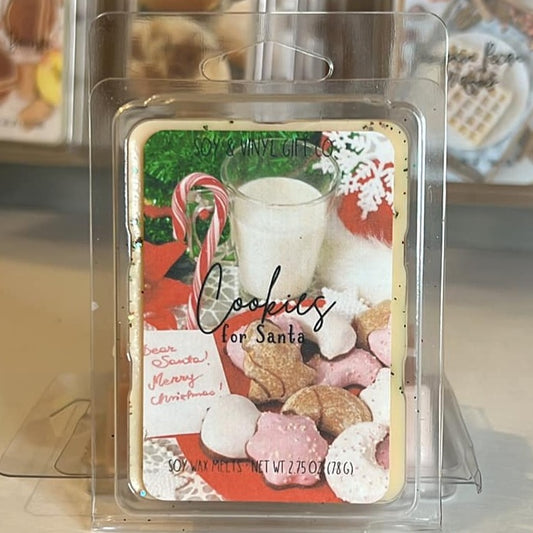 SOY & VINYL GIFT CO.
Cookies
for Santa
Dear
Santa!
Merry
Christmas!
SOY WAX MELTS · NET WT 2.75 OZ (78 G)